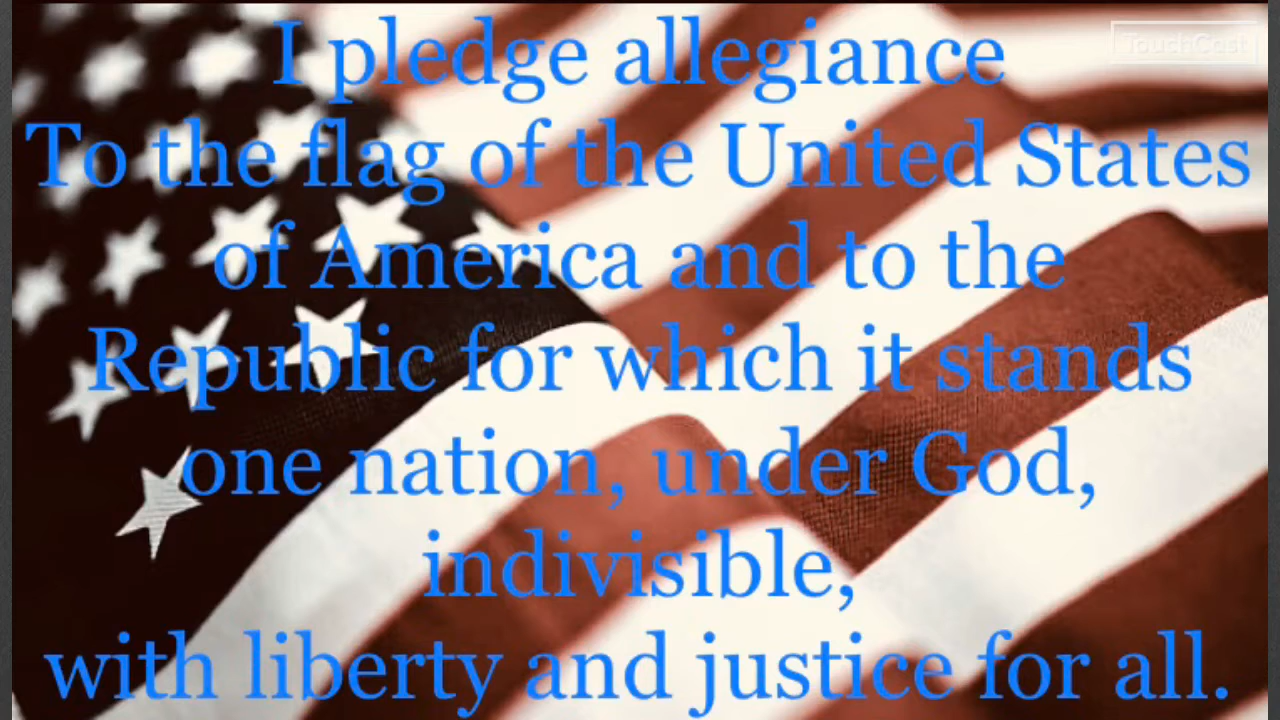 TouchCast
I pledge allegiance
To the flag of the United States
of America and to the
Republic for which it stands
one nation, under God,
indivisible,
with liberty and justice for all.